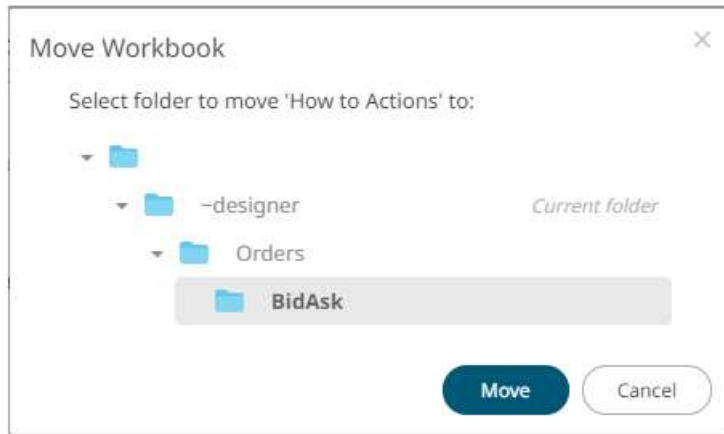 Move Workbook
Select folder to move 'How to Actions' to:
~designer Current folder
Orders
BidAsk
Move Cancel